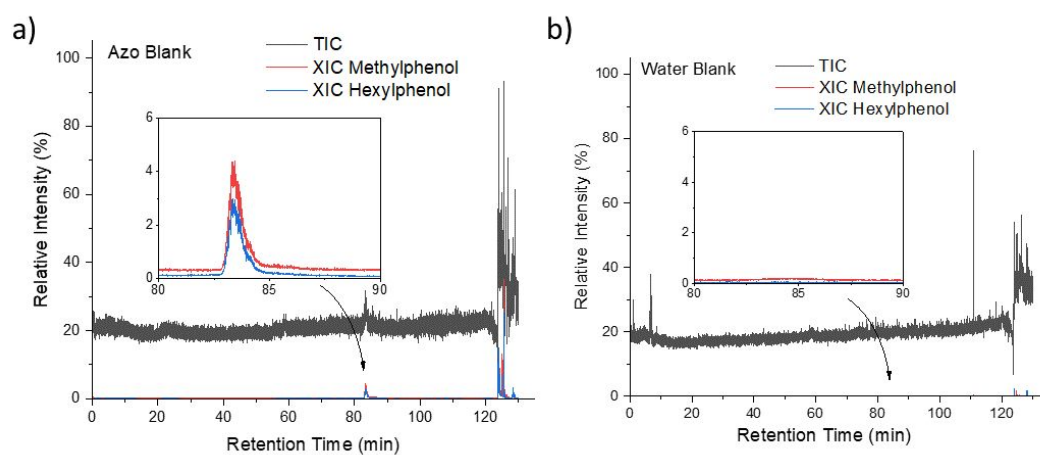 a)
Azo Blank
TIC
XIC Methylphenol
XIC Hexylphenol
Relative Intensity (%)
100
80
60
40
20
0
6
4
2
0
80
85
90
0
20
40
60
80
100
120
Retention Time (min)
b)
Water Blank
TIC
XIC Methylphenol
XIC Hexylphenol
Relative Intensity (%)
100
80
60
40
20
0
6
4
2
0
80
85
90
0
20
40
60
80
100
120
Retention Time (min)